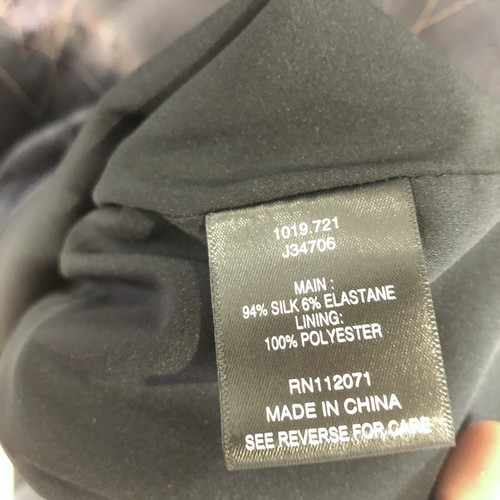 1019.721
J34706
MAIN :
94% SILK 6% ELASTANE
LINING:
100% POLYESTER
RN112071
MADE IN CHINA
SEE REVERSE FOR CARE